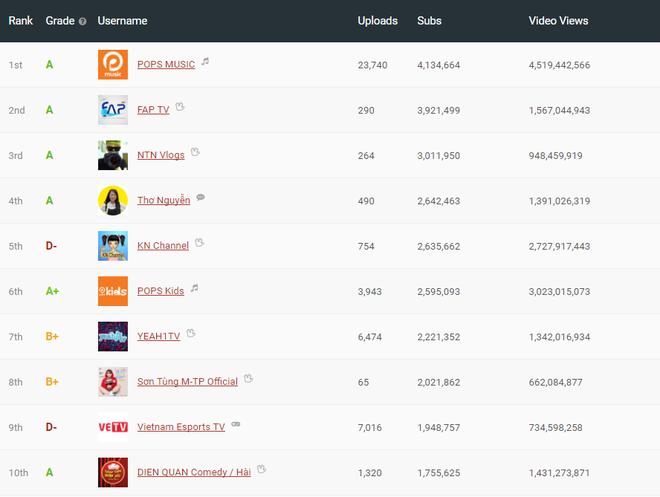 Rank Grade Username Uploads Subs Video Views
1st A POPS MUSIC 23,740 4,134,664 4,519,442,566
music
2nd A FAP TV 290 3,921,499 1,567,044,943
FAP
3rd A NTN Vlogs 264 3,011,950 948,459,919
4th A Thơ Nguyễn 490 2,642,463 1,391,026,319
5th D- KN Channel 754 2,635,662 2,727,917,443
KN Channel
6th A+ POPS Kids 3,943 2,595,093 3,023,015,073
kids
7th B+ YEAH1TV 6,474 2,221,352 1,342,016,934
8th B+ Sơn Tùng M-TP Official 65 2,021,862 662,084,877
9th D- Vietnam Esports TV 7,016 1,948,757 734,598,258
VETV
10th A DIEN QUAN Comedy / Hài 1,320 1,755,625 1,431,273,871